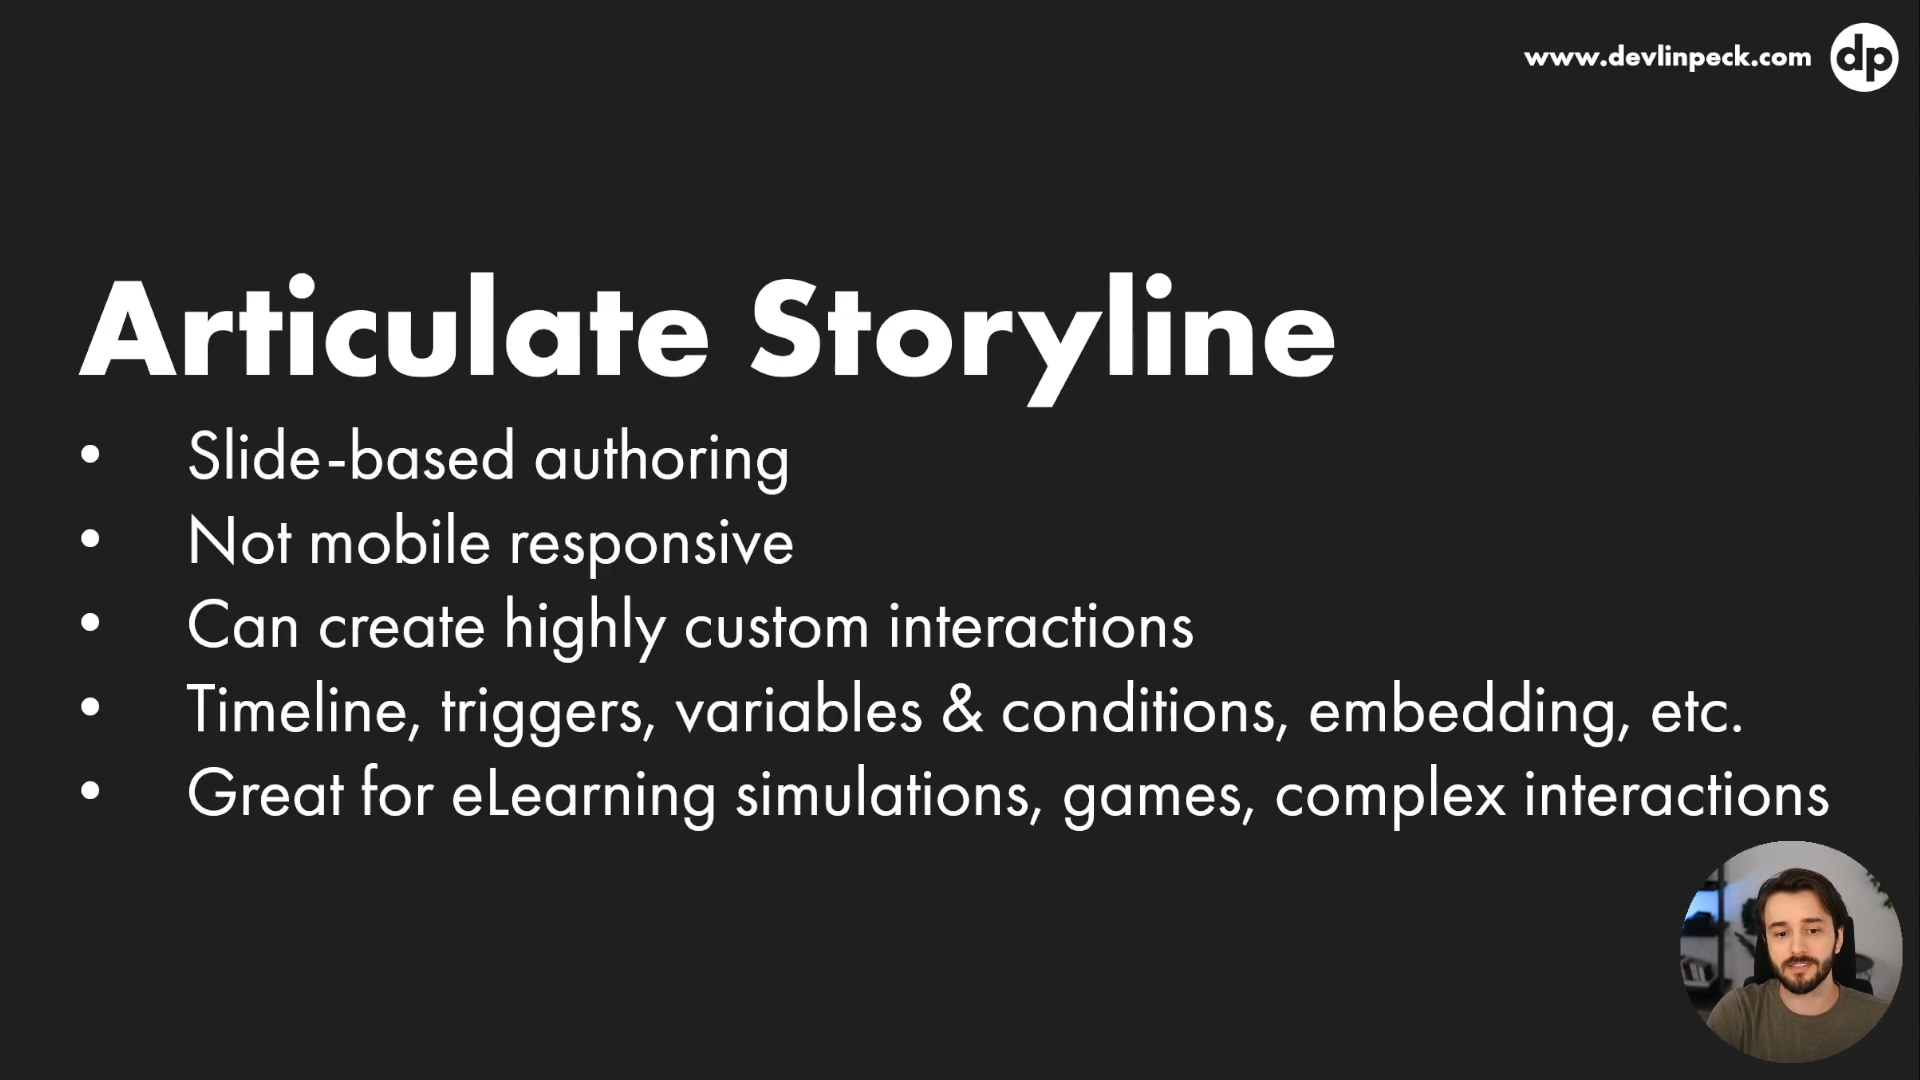 www.devlinpeck.com dp
Articulate Storyline
• Slide-based authoring
• Not mobile responsive
• Can create highly custom interactions
• Timeline, triggers, variables & conditions, embedding, etc.
• Great for eLearning simulations, games, complex interactions